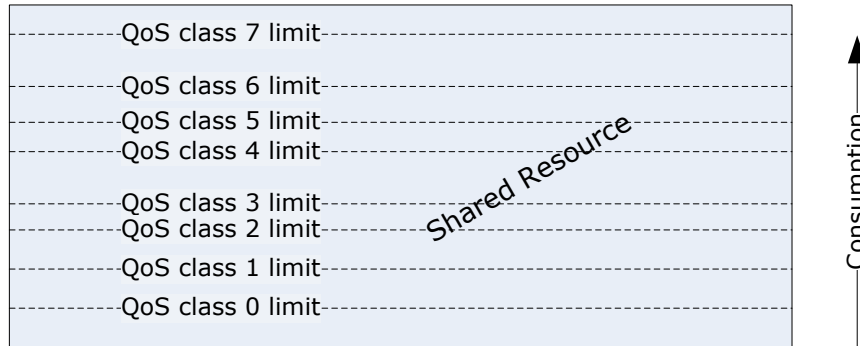 QoS class 7 limit
QoS class 6 limit
QoS class 5 limit
QoS class 4 limit
QoS class 3 limit
QoS class 2 limit
QoS class 1 limit
QoS class 0 limit
Shared Resource
Consumption